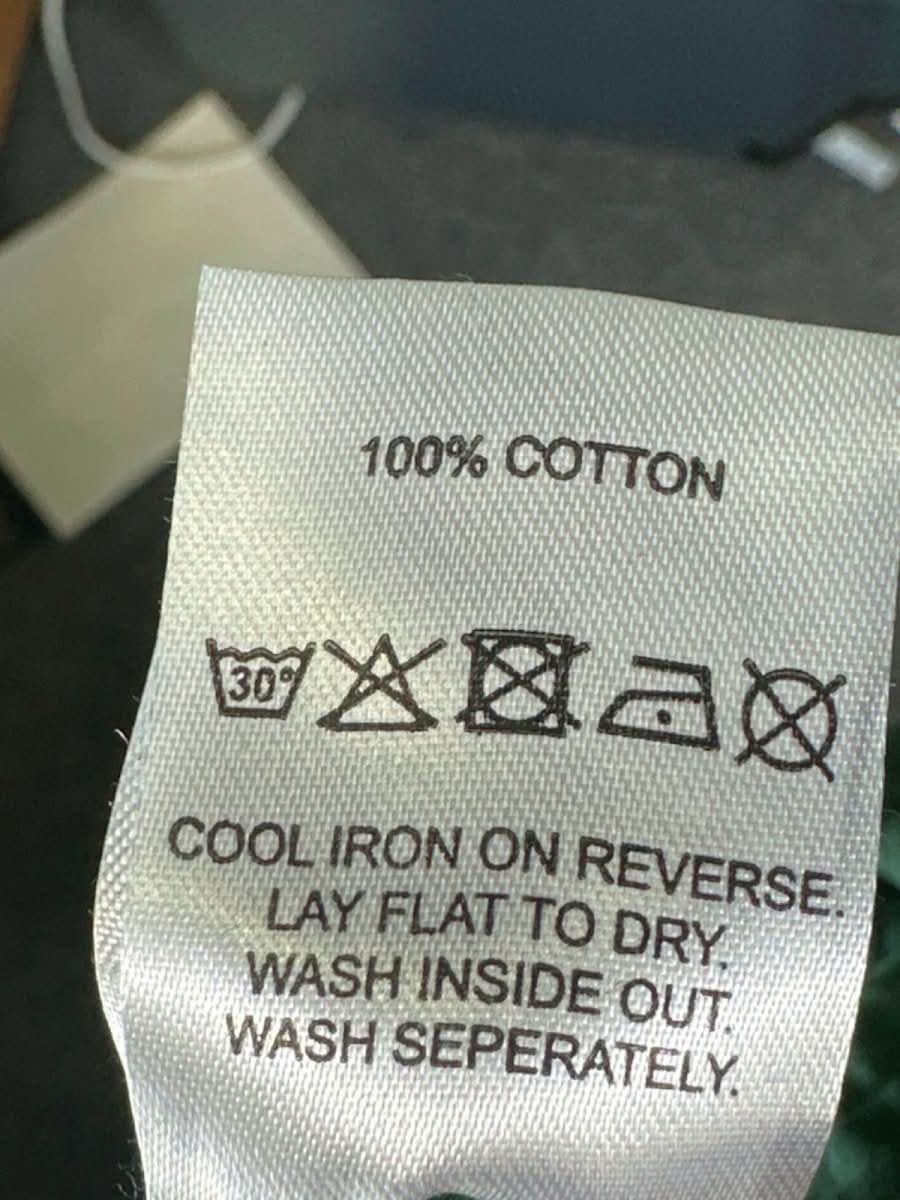 100% COTTON
30°
COOL IRON ON REVERSE.
LAY FLAT TO DRY.
WASH INSIDE OUT.
WASH SEPERATELY.